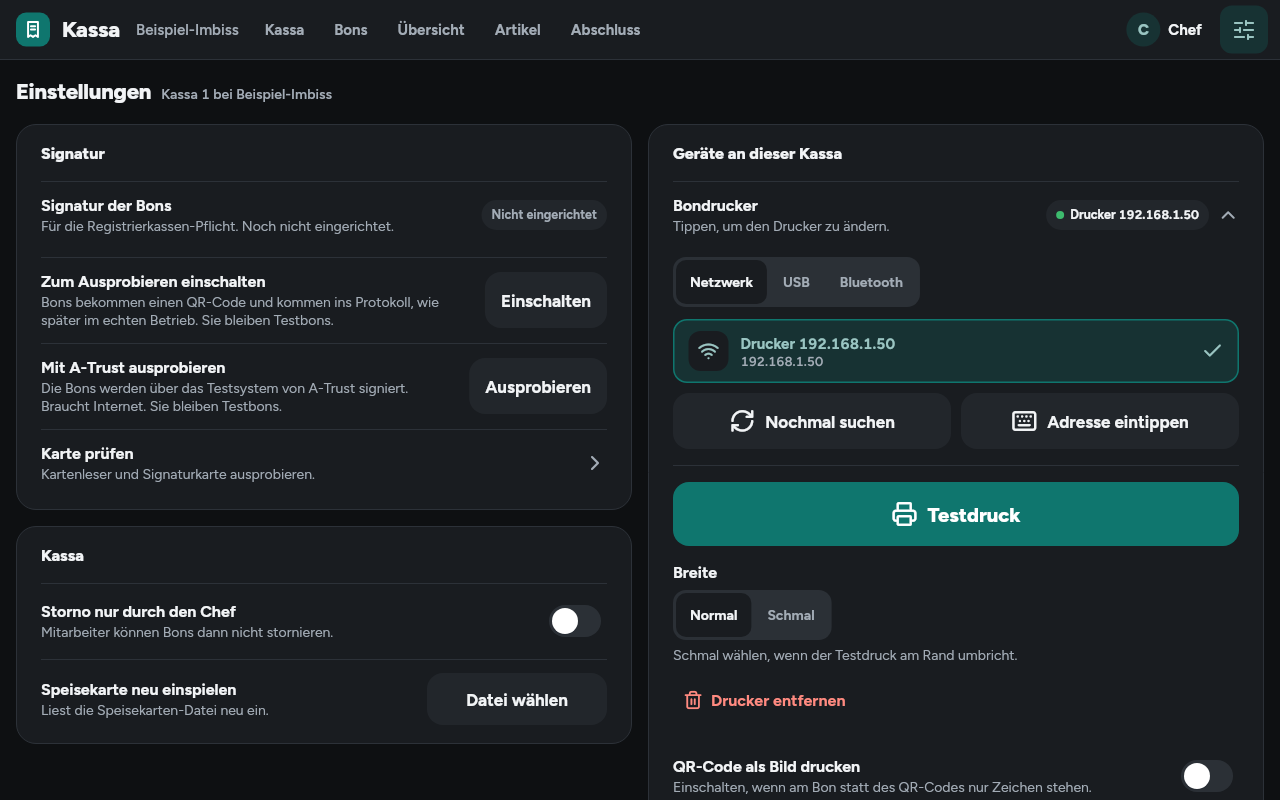 Kassa
Beispiel-Imbiss
Kassa
Bons
Übersicht
Artikel
Abschluss
C
Chef
Einstellungen
Kassa 1 bei Beispiel-Imbiss
Signatur
Signatur der Bons
Für die Registrierkassen-Pflicht. Noch nicht eingerichtet.
Nicht eingerichtet
Zum Ausprobieren einschalten
Bons bekommen einen QR-Code und kommen ins Protokoll, wie
später im echten Betrieb. Sie bleiben Testbons.
Einschalten
Mit A-Trust ausprobieren
Die Bons werden über das Testsystem von A-Trust signiert.
Braucht Internet. Sie bleiben Testbons.
Ausprobieren
Karte prüfen
Kartenleser und Signaturkarte ausprobieren.
Kassa
Storno nur durch den Chef
Mitarbeiter können Bons dann nicht stornieren.
Speisekarte neu einspielen
Liest die Speisekarten-Datei neu ein.
Datei wählen
Geräte an dieser Kassa
Bondrucker
Tippen, um den Drucker zu ändern.
Drucker 192.168.1.50
Netzwerk
USB
Bluetooth
Drucker 192.168.1.50
192.168.1.50
Nochmal suchen
Adresse eintippen
Testdruck
Breite
Normal
Schmal
Schmal wählen, wenn der Testdruck am Rand umbricht.
Drucker entfernen
QR-Code als Bild drucken
Einschalten, wenn am Bon statt des QR-Codes nur Zeichen stehen.